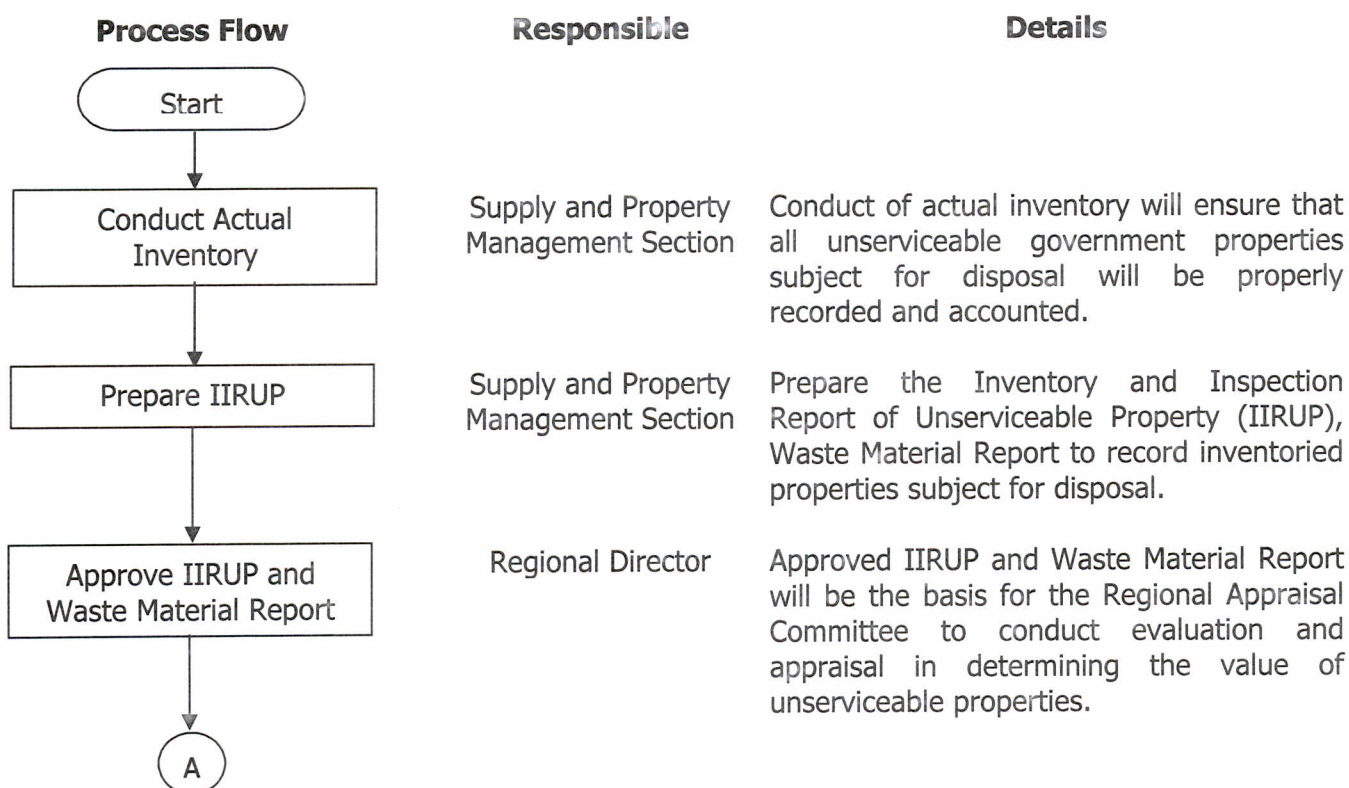 Process Flow
Responsible
Details
Start
Conduct Actual
Inventory
Supply and Property
Management Section
Conduct of actual inventory will ensure that
all unserviceable government properties
subject for disposal will be properly
recorded and accounted.
Prepare IIRUP
Supply and Property
Management Section
Prepare the Inventory and Inspection
Report of Unserviceable Property (IIRUP),
Waste Material Report to record inventoried
properties subject for disposal.
Approve IIRUP and
Waste Material Report
Regional Director
Approved IIRUP and Waste Material Report
will be the basis for the Regional Appraisal
Committee to conduct evaluation and
appraisal in determining the value of
unserviceable properties.
A